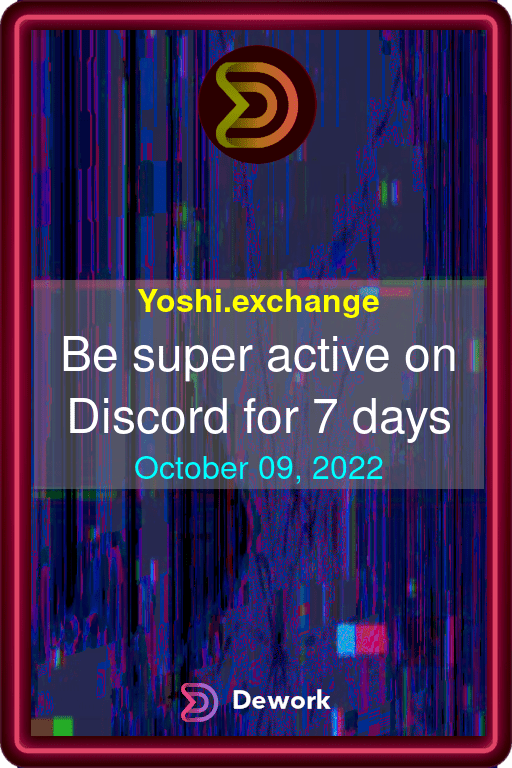 Yoshi.exchange
Be super active on
Discord for 7 days
October 09, 2022
Dework